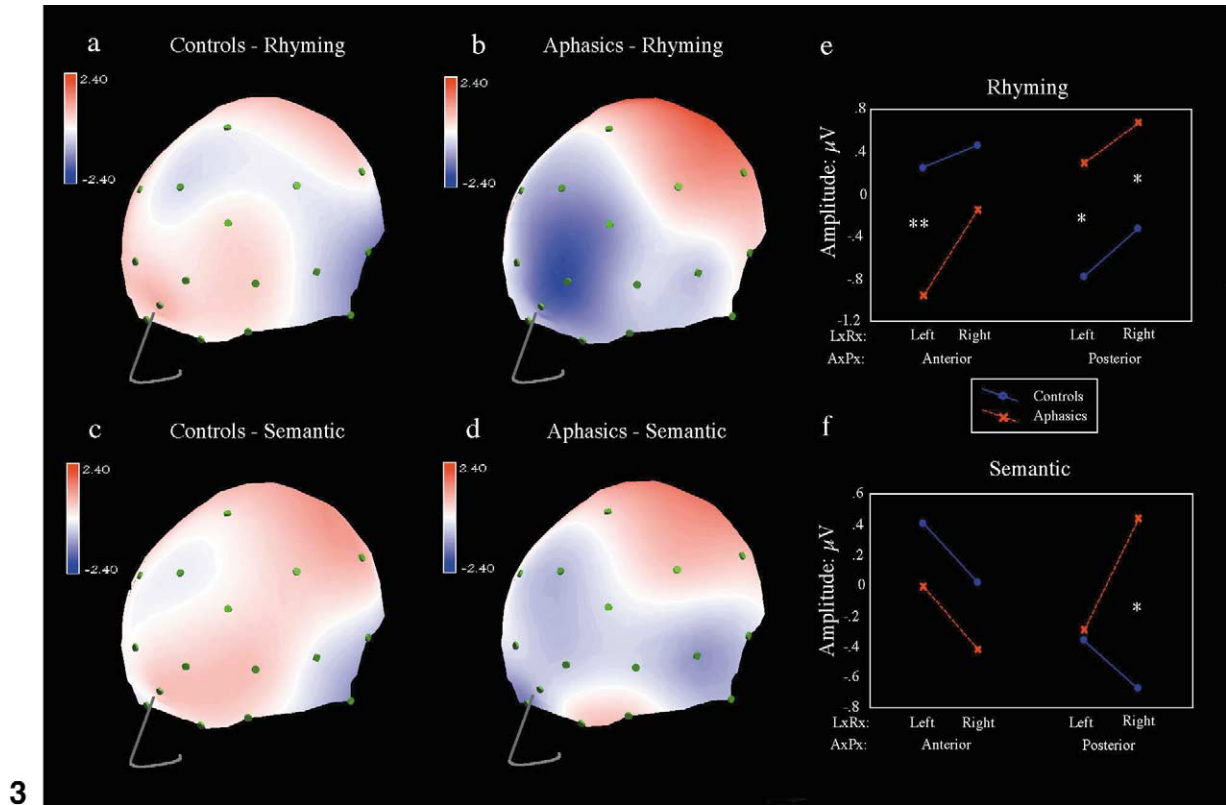 a Controls - Rhyming
2.40
-2.40
b Aphasics - Rhyming
2.40
-2.40
e
Rhyming
.8
.4
0
-.4
-.8
-1.2
Amplitude: µV
** * *
LxRx: Left Right Left Right
AxPx: Anterior Posterior
Controls
Aphasics
c Controls - Semantic
2.40
-2.40
d Aphasics - Semantic
2.40
-2.40
f
Semantic
.6
.4
.2
0
-.2
-.4
-.6
-.8
Amplitude: µV
*
LxRx: Left Right Left Right
AxPx: Anterior Posterior
3